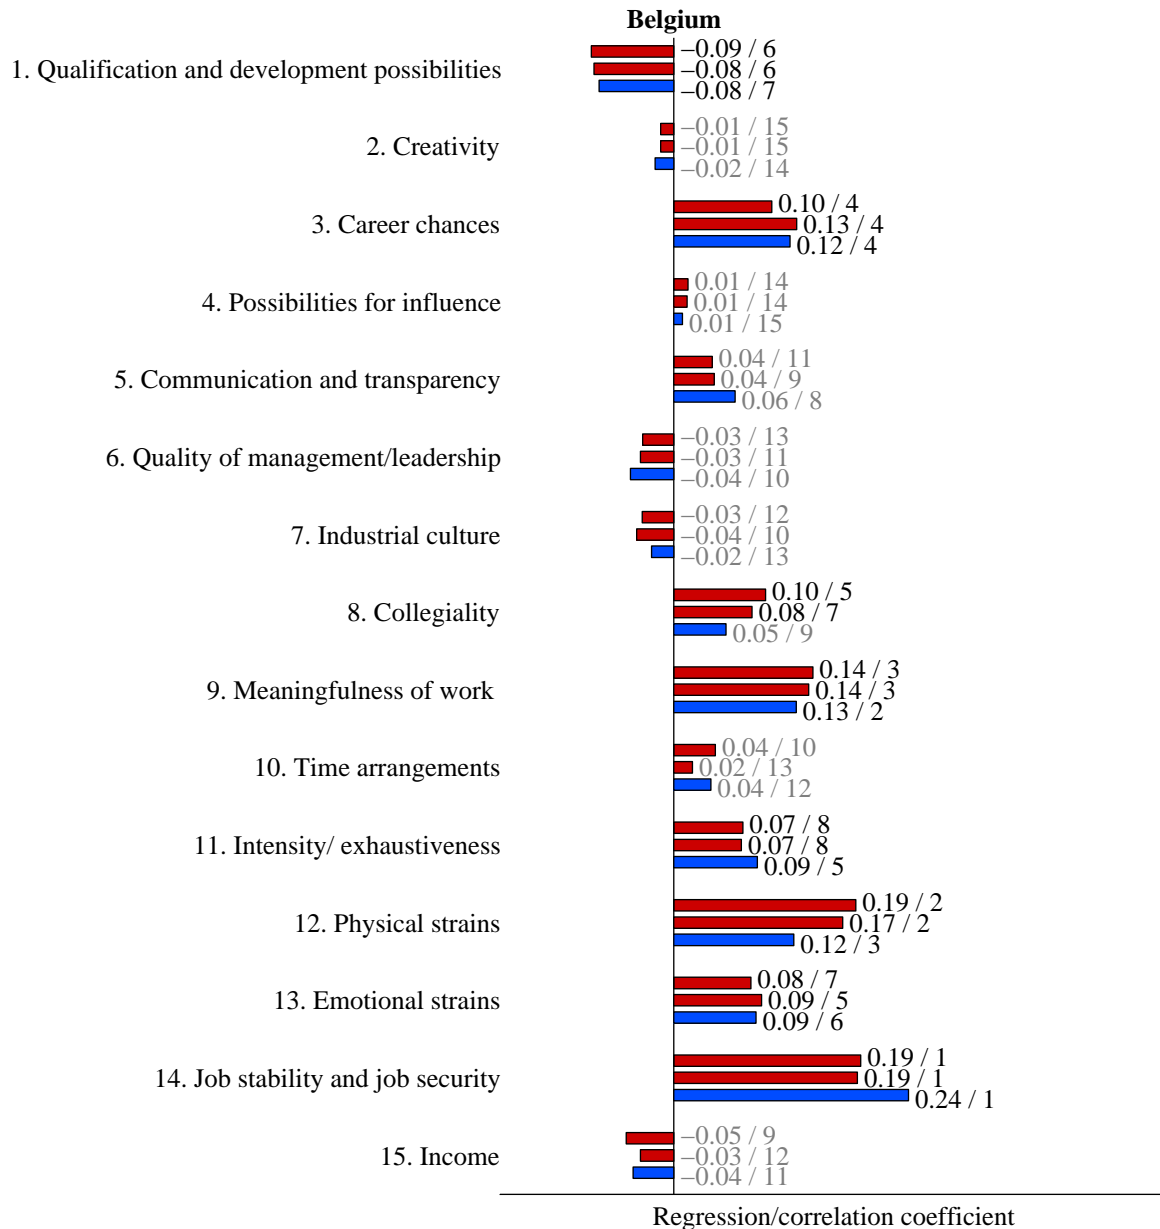 Belgium
1. Qualification and development possibilities
–0.09 / 6
–0.08 / 6
–0.08 / 7
2. Creativity
–0.01 / 15
–0.01 / 15
–0.02 / 14
3. Career chances
0.10 / 4
0.13 / 4
0.12 / 4
4. Possibilities for influence
0.01 / 14
0.01 / 14
0.01 / 15
5. Communication and transparency
0.04 / 11
0.04 / 9
0.06 / 8
6. Quality of management/leadership
–0.03 / 13
–0.03 / 11
–0.04 / 10
7. Industrial culture
–0.03 / 12
–0.04 / 10
–0.02 / 13
8. Collegiality
0.10 / 5
0.08 / 7
0.05 / 9
9. Meaningfulness of work
0.14 / 3
0.14 / 3
0.13 / 2
10. Time arrangements
0.04 / 10
0.02 / 13
0.04 / 12
11. Intensity/ exhaustiveness
0.07 / 8
0.07 / 8
0.09 / 5
12. Physical strains
0.19 / 2
0.17 / 2
0.12 / 3
13. Emotional strains
0.08 / 7
0.09 / 5
0.09 / 6
14. Job stability and job security
0.19 / 1
0.19 / 1
0.24 / 1
15. Income
–0.05 / 9
–0.03 / 12
–0.04 / 11
Regression/correlation coefficient